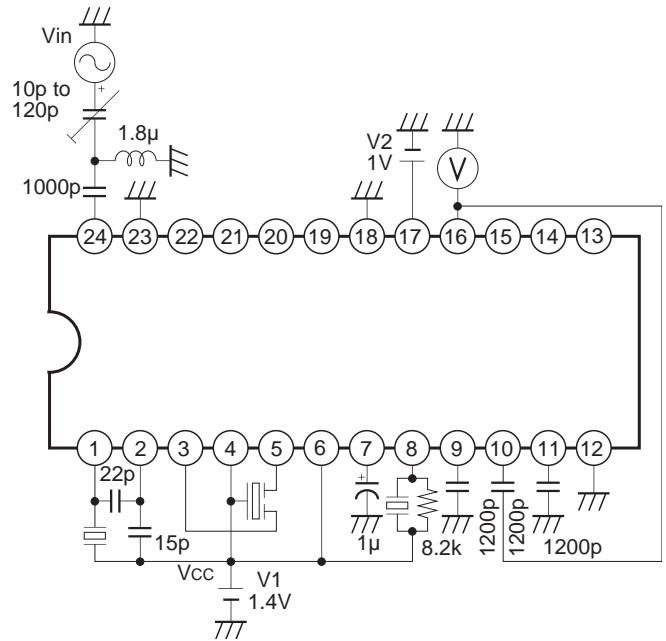 Vin
+
10p to
120p
1.8μ
V2
1V
V
1000p
24 23 22 21 20 19 18 17 16 15 14 13
1 2 3 4 5 6 7 8 9 10 11 12
22p
+
15p
1μ
8.2k
1200p
1200p
1200p
VCC
V1
1.4V